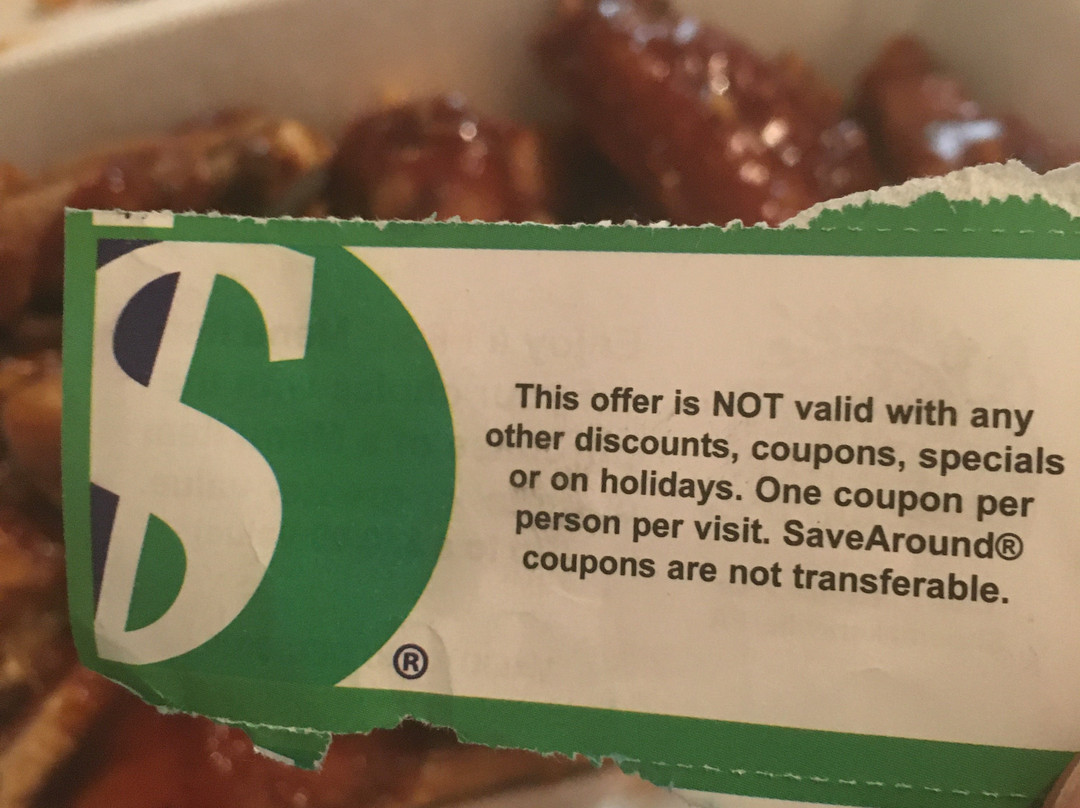 $
®
This offer is NOT valid with any
other discounts, coupons, specials
or on holidays. One coupon per
person per visit. SaveAround®
coupons are not transferable.